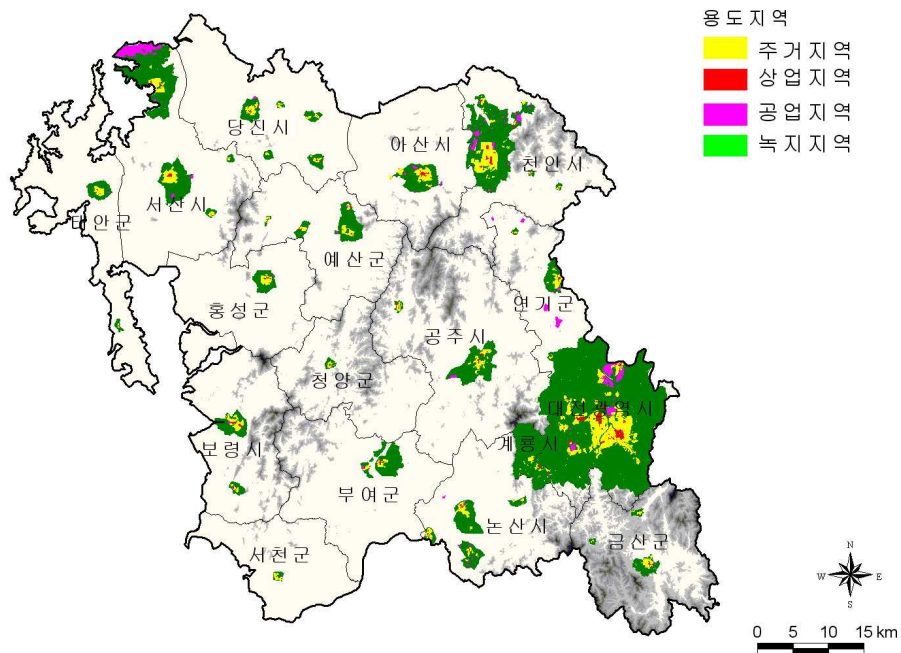 용도지역
주거지역
상업지역
공업지역
녹지지역
당진시
아산시
천안시
서산시
태안군
예산군
홍성군
연기군
공주시
청양군
대전광역시
계룡시
보령시
부여군
논산시
서천군
금산군
N
W E
S
0 5 10 15 km